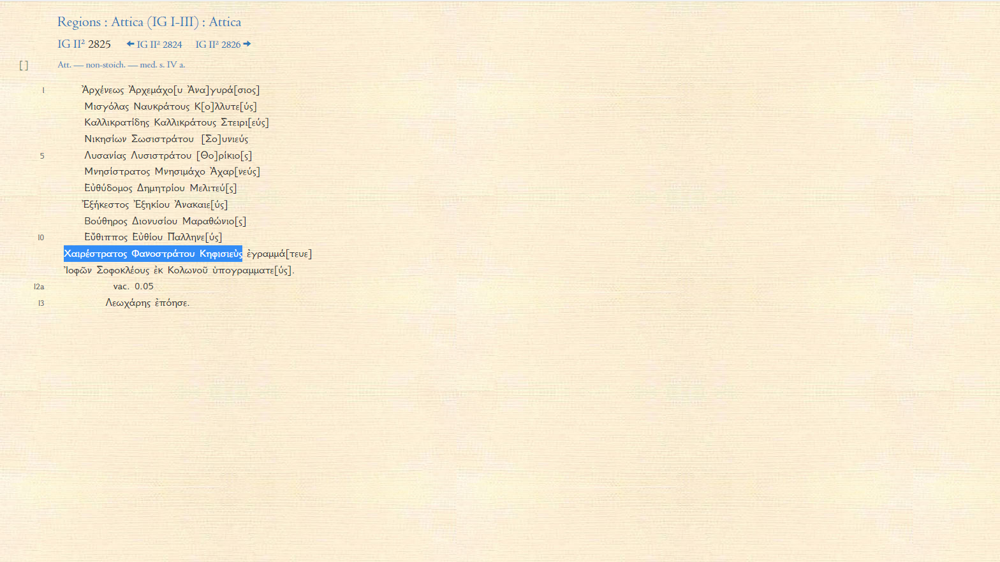 Regions : Attica (IG I-III) : Attica
IG II² 2825 IG II² 2824 IG II² 2826
[] Att. — non-stoich. — med. s. IV a.
1 Ἀρχένεως Ἀρχεμάχο[υ Ἀνα]γυρά[σιος]
Μισγόλας Ναυκράτους Κ[ο]λλυτε[ύς]
Καλλικρατίδης Καλλικράτους Στειρι[εύς]
Νικησίων Σωσιστράτου [Σο]υνιεύς
5 Λυσανίας Λυσιστράτου [Θο]ρίκιο[ς]
Μνησίστρατος Μνησιμάχο Ἀχαρ[νεύς]
Εὐθύδομος Δημητρίου Μελιτεύ[ς]
Ἐξήκεστος Ἐξηκίου Ἀνακαιε[ύς]
Βούθηρος Διονυσίου Μαραθώνιο[ς]
10 Εὔθιππος Εὐθίου Παλληνε[ύς]
Χαιρέστρατος Φανοστράτου Κηφισιεὺς ἐγραμμά[τευε]
Ἰοφῶν Σοφοκλέους ἐκ Κολωνοῦ ὑπογραμματε[ύς].
12a vac. 0.05
13 Λεωχάρης ἐπόησε.